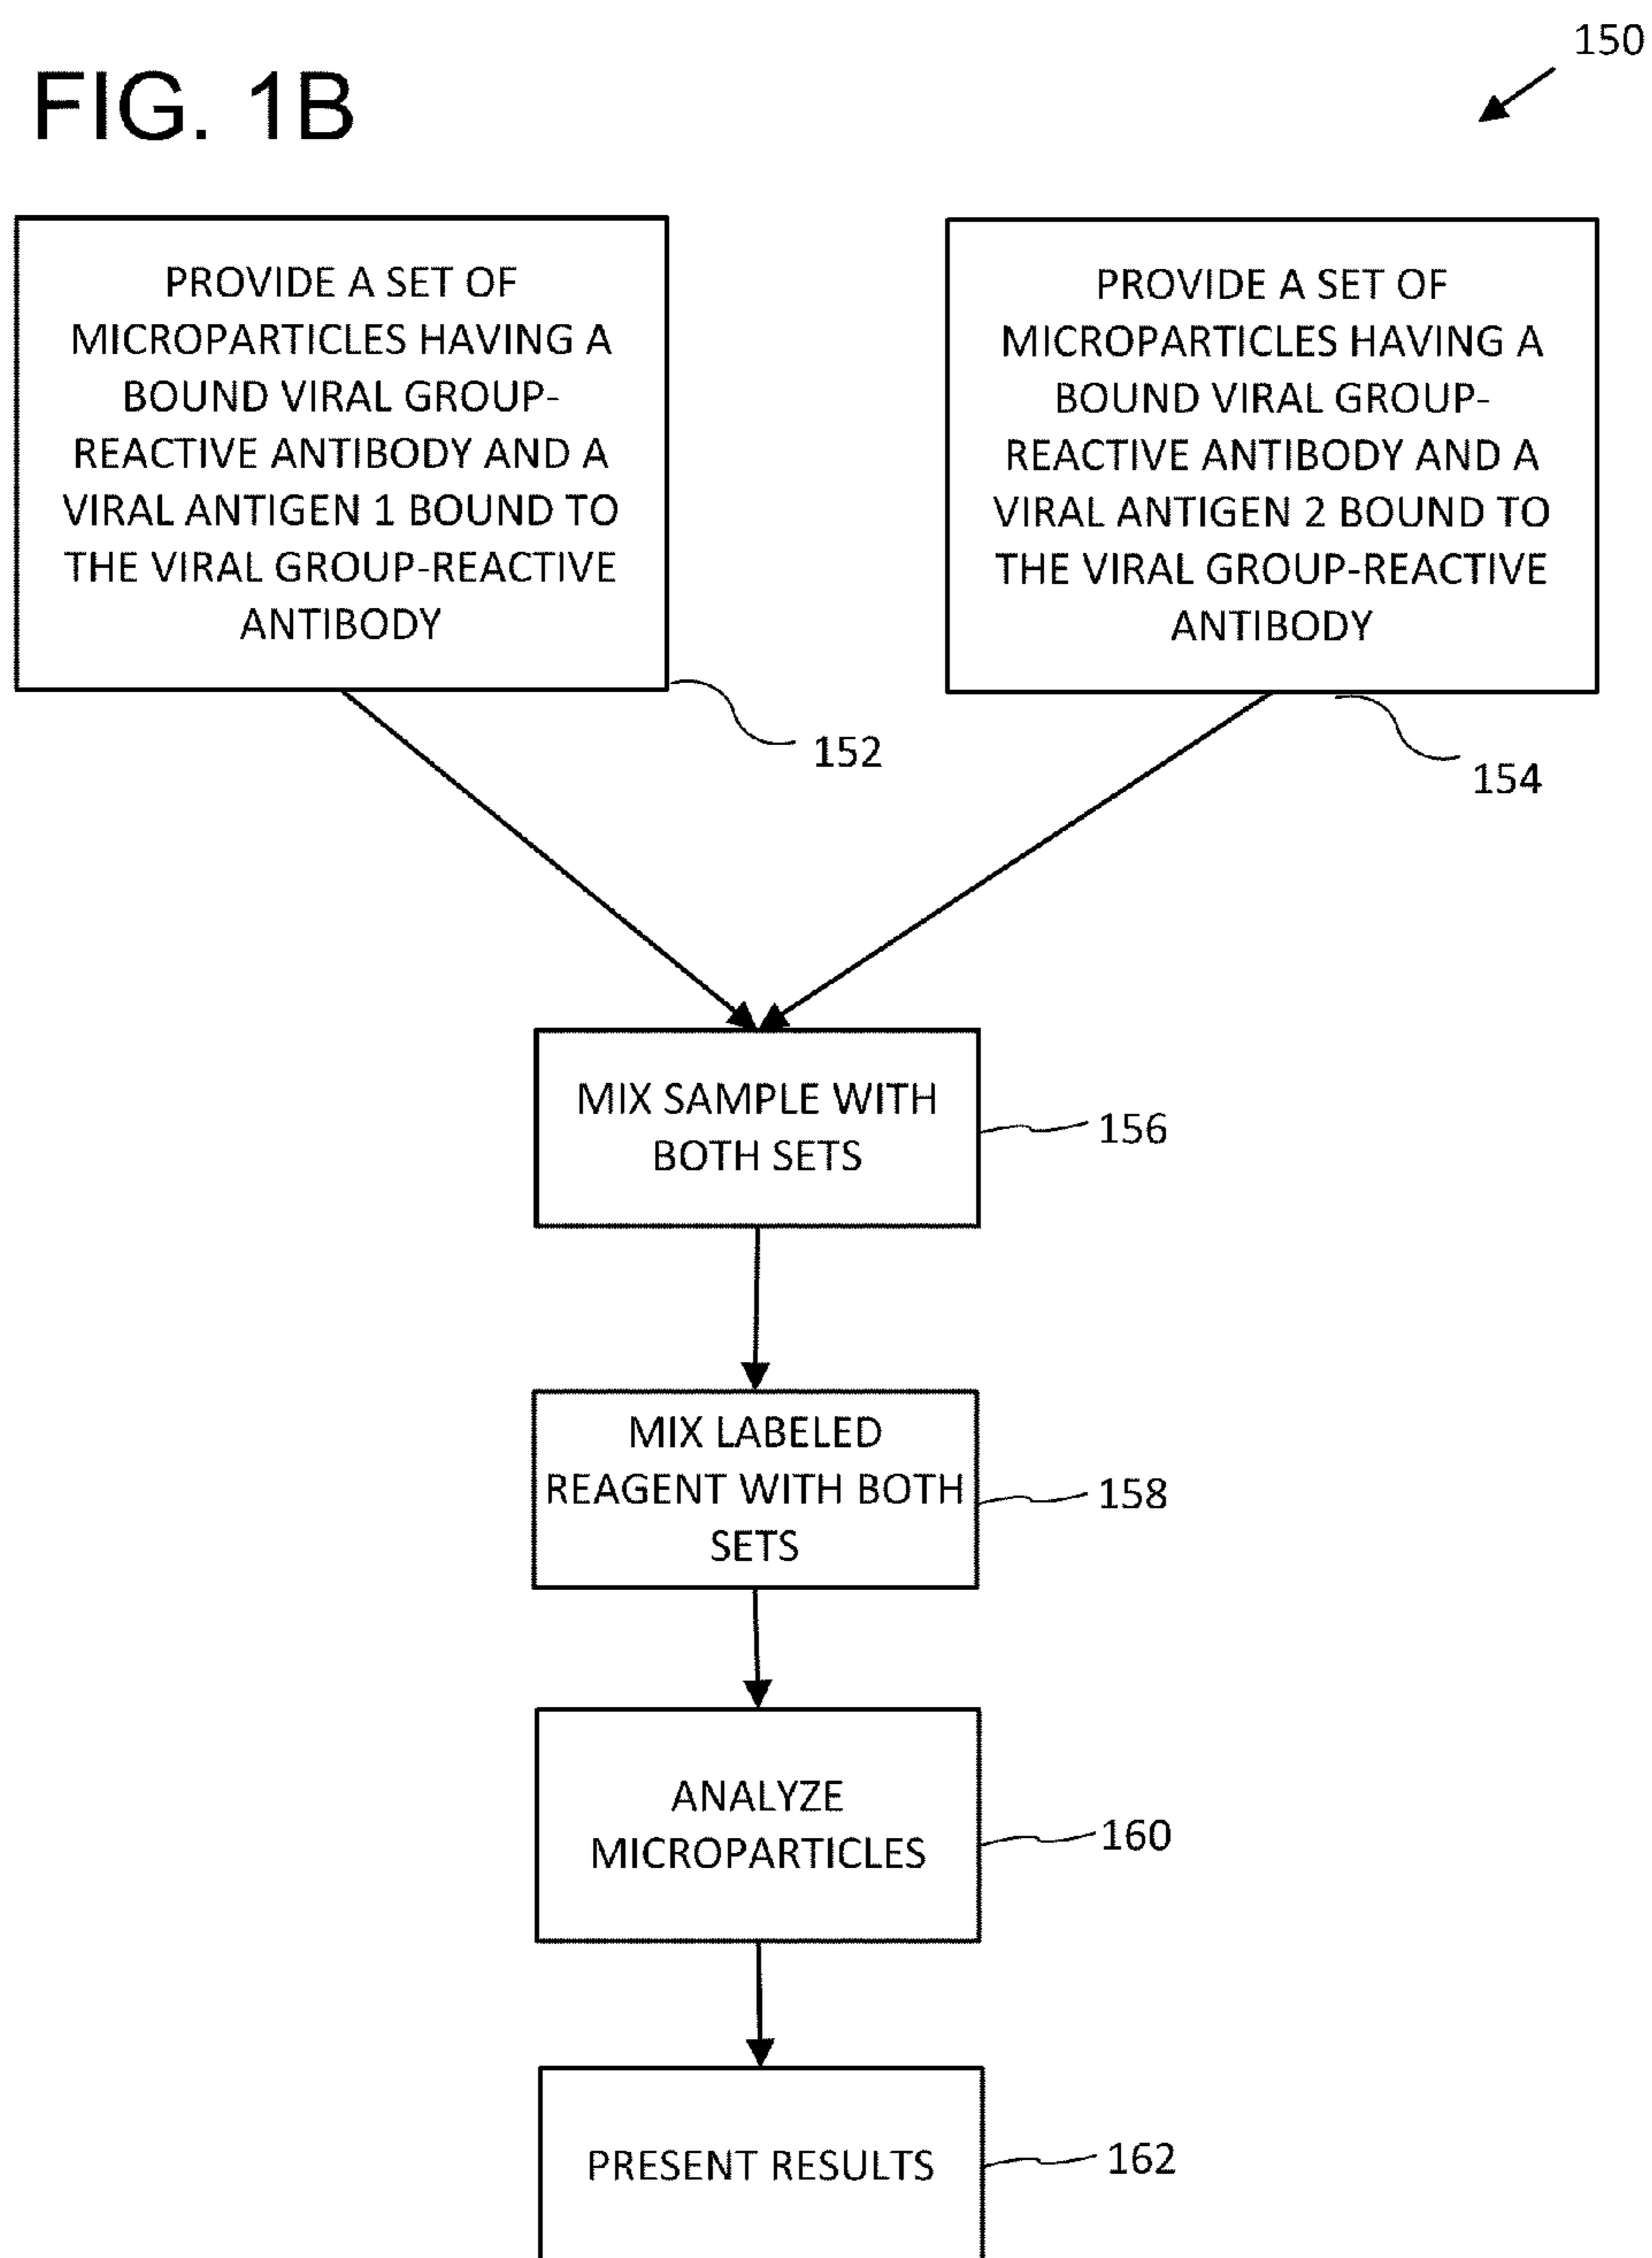 150
FIG. 1B
PROVIDE A SET OF
MICROPARTICLES HAVING A
BOUND VIRAL GROUP-
REACTIVE ANTIBODY AND A
VIRAL ANTIGEN 1 BOUND TO
THE VIRAL GROUP-REACTIVE
ANTIBODY
152
PROVIDE A SET OF
MICROPARTICLES HAVING A
BOUND VIRAL GROUP-
REACTIVE ANTIBODY AND A
VIRAL ANTIGEN 2 BOUND TO
THE VIRAL GROUP-REACTIVE
ANTIBODY
154
MIX SAMPLE WITH
BOTH SETS
156
MIX LABELED
REAGENT WITH BOTH
SETS
158
ANALYZE
MICROPARTICLES
160
PRESENT RESULTS
162